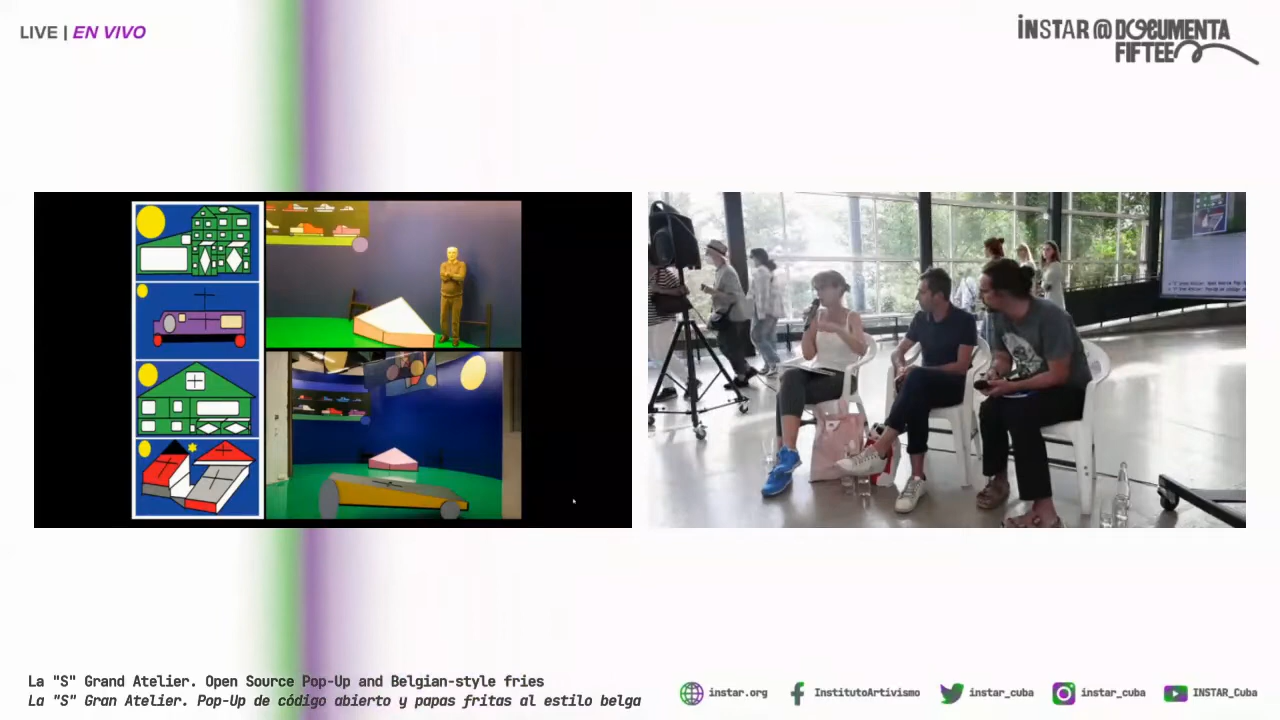 LIVE | EN VIVO
INSTAR @ DOCUMENTA
FIFTEEN
La "S" Grand Atelier. Open Source Pop-Up and Belgian-style fries
La "S" Gran Atelier. Pop-Up de código abierto y papas fritas al estilo belga
instar.org
InstitutoArtivismo
instar_cuba
instar_cuba
INSTAR_Cuba